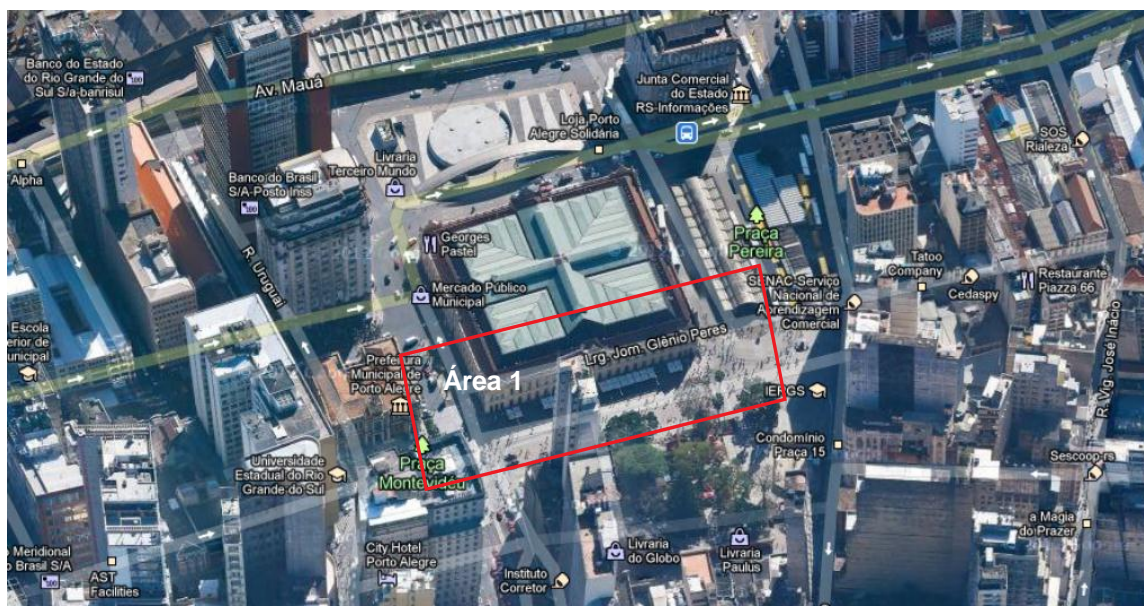 Banco do Estado
do Rio Grande do
Sul S/a-banrisul
Av. Mauá
Junta Comercial
do Estado
RS-Informações
Loja Porto
Alegre Solidária
SOS
Rialeza
Alpha
Livraria
Terceiro Mundo
Banco do Brasil
S/A-Posto Inss
R. Uruguai
Georges
Pastel
Praça
Pereira
Mercado Público
Municipal
SENAC-Serviço
Nacional de
Aprendizagem
Comercial
Tatoo
Company
Cedaspy
Restaurante
Piazza 66
R. Vig. José Inácio
Escola
erior de
unicipal
Prefeitura
Municipal de
Porto Alegre
Área 1
Lrg. Jorn. Glênio Peres
IERGS
Condomínio
Praça 15
Universidade
Estadual do Rio
Grande do Sul
Praça
Montevidéu
Sescoop-rs
a Magia
do Prazer
o Meridional
o Brasil S/A
AST
Facilities
City Hotel
Porto Alegre
Instituto
Corretor
Livraria
do Globo
Livraria
Paulus